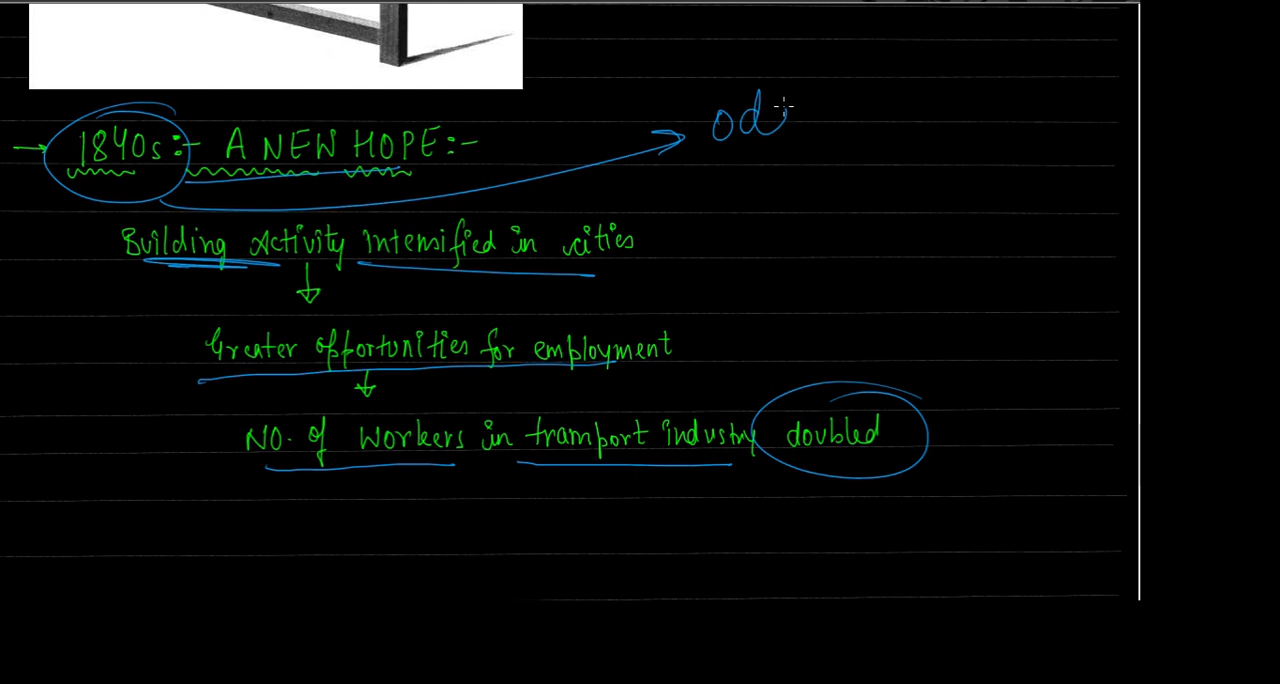 1840s :- A NEW HOPE :-
od
Building activity intensified in cities
Greater opportunities for employment
NO. of workers in transport industry doubled